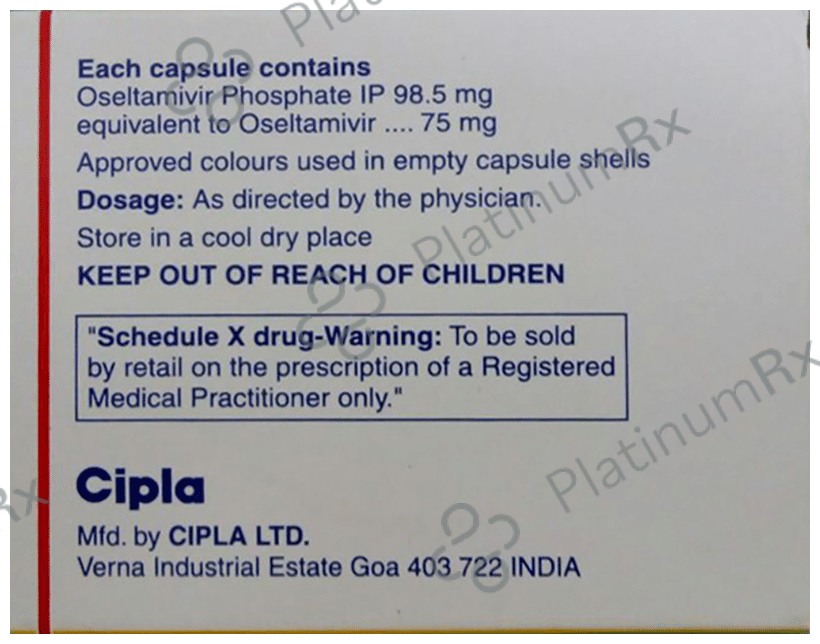 Each capsule contains
Oseltamivir Phosphate IP 98.5 mg
equivalent to Oseltamivir .... 75 mg
Approved colours used in empty capsule shells
Dosage: As directed by the physician.
Store in a cool dry place
KEEP OUT OF REACH OF CHILDREN
"Schedule X drug-Warning: To be sold
by retail on the prescription of a Registered
Medical Practitioner only."
Cipla
Mfd. by CIPLA LTD.
Verna Industrial Estate Goa 403 722 INDIA
PlatinumRx
PlatinumRx